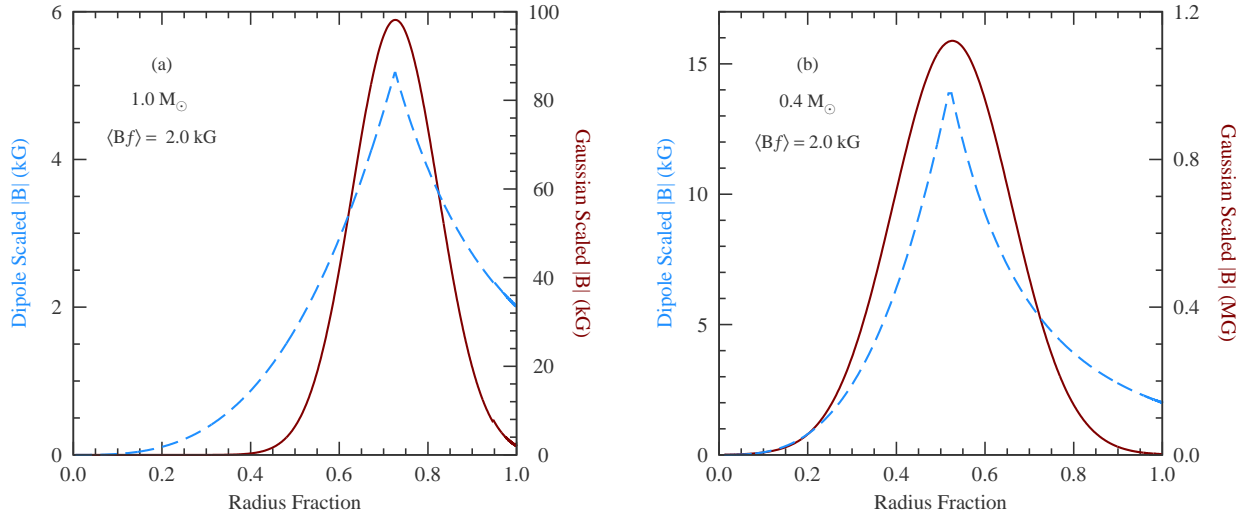 6
5
4
2
0
100
80
60
40
20
0
0.0
0.2
0.4
0.6
0.8
1.0
Dipole Scaled |B| (kG)
Gaussian Scaled |B| (kG)
Radius Fraction
(a)
1.0 M☉
⟨Bf⟩ = 2.0 kG
15
10
5
0
1.2
0.8
0.4
0.0
0.0
0.2
0.4
0.6
0.8
1.0
Dipole Scaled |B| (kG)
Gaussian Scaled |B| (MG)
Radius Fraction
(b)
0.4 M☉
⟨Bf⟩ = 2.0 kG